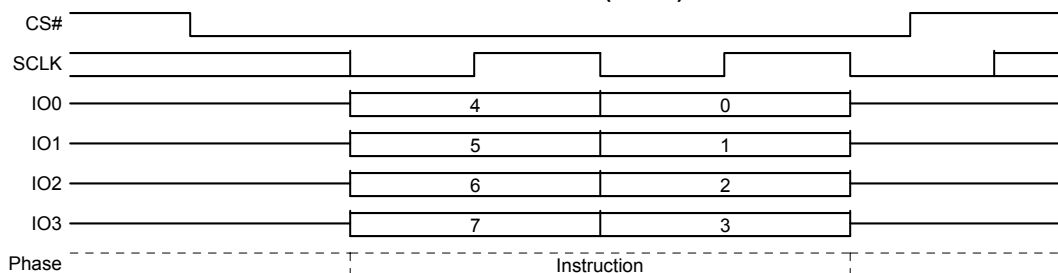 CS#
SCLK
IO0 4 0
IO1 5 1
IO2 6 2
IO3 7 3
Phase Instruction